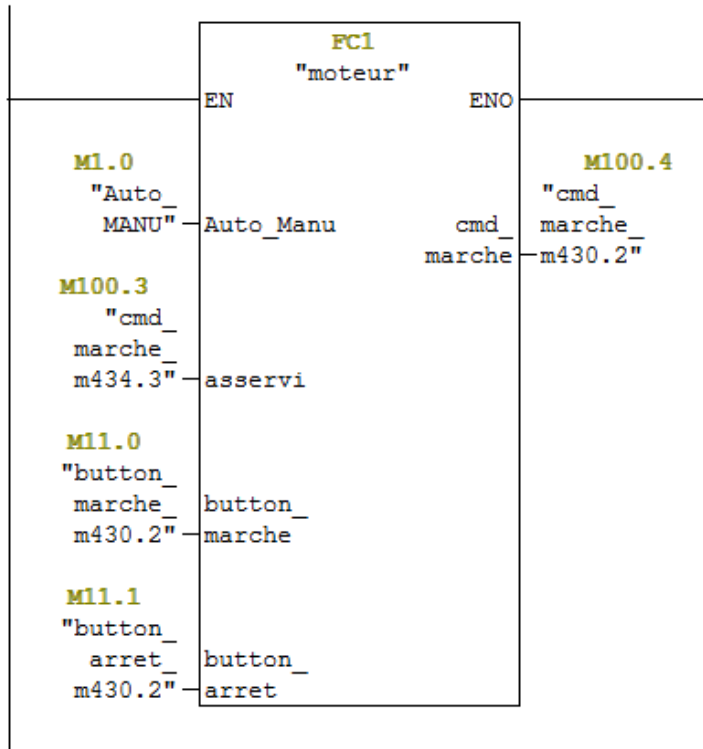 FC1
"moteur"
EN ENO
M1.0 M100.4
"Auto_ "cmd_
MANU" Auto_Manu cmd_ marche_
marche m430.2"
M100.3
"cmd_
marche_
m434.3" asservi
M11.0
"button_
marche_ button_
m430.2" marche
M11.1
"button_
arret_ button_
m430.2" arret